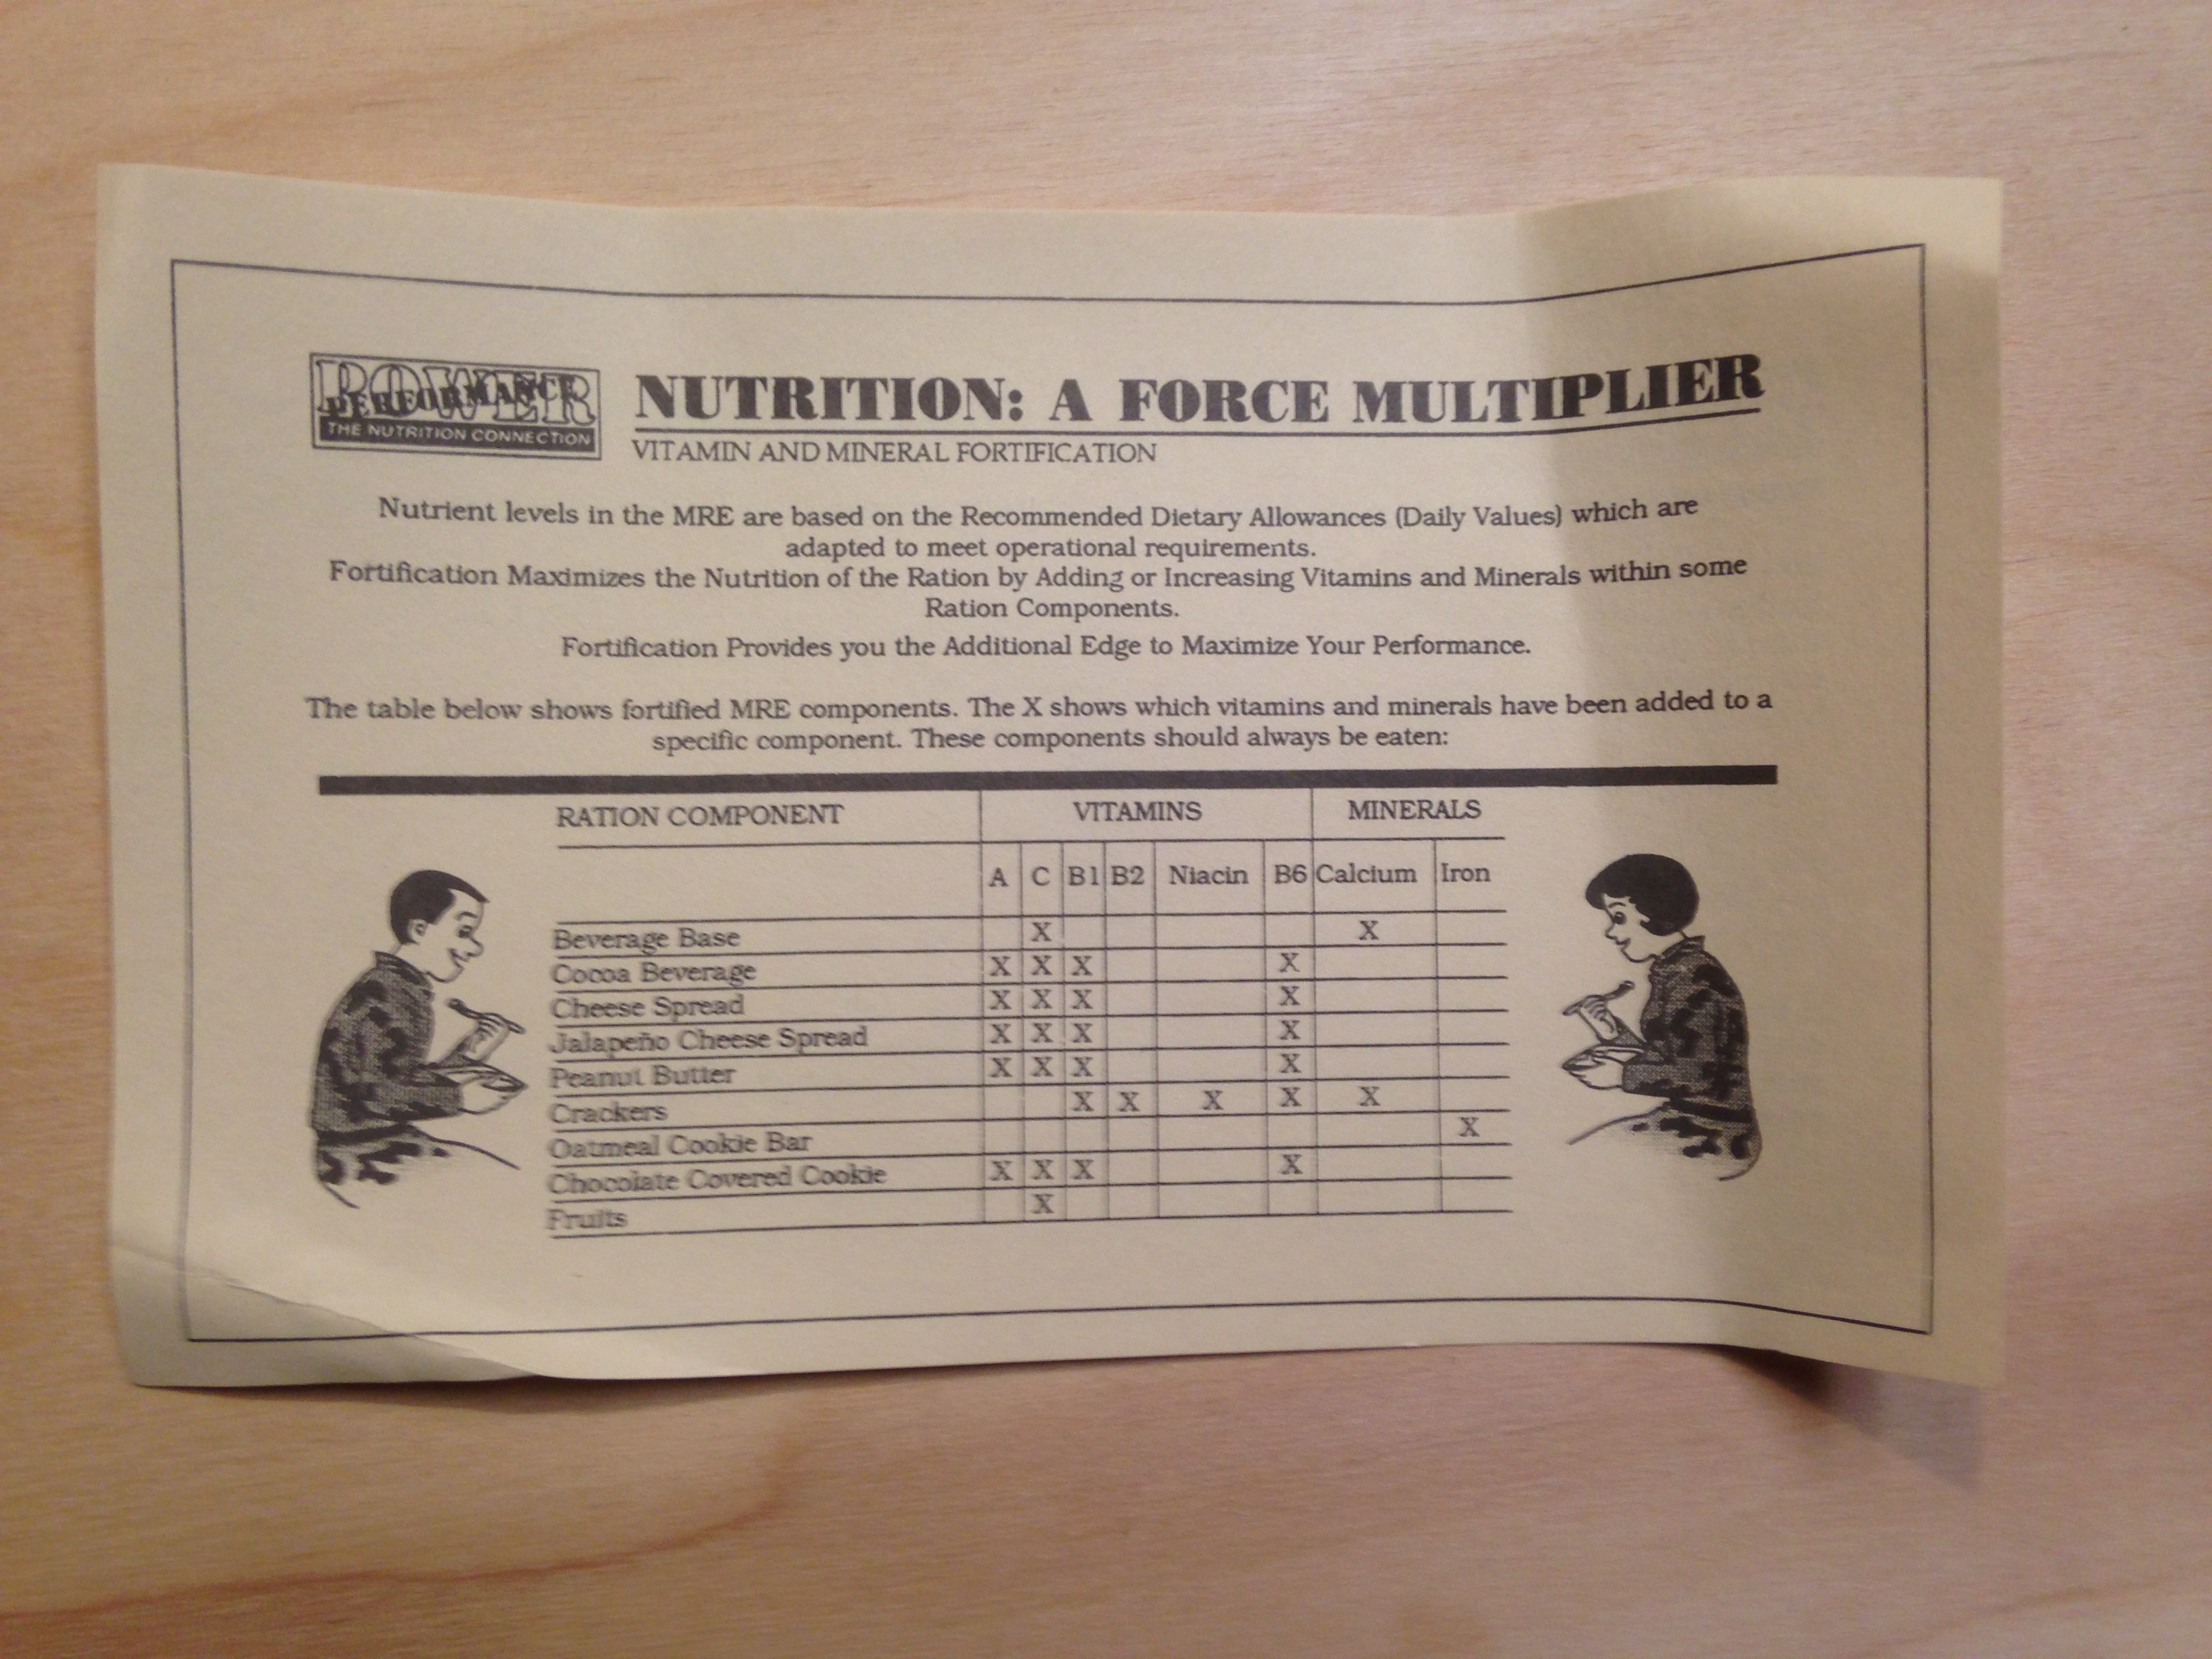 POWER
PERFORMANCE
THE NUTRITION CONNECTION
NUTRITION: A FORCE MULTIPLIER
VITAMIN AND MINERAL FORTIFICATION
Nutrient levels in the MRE are based on the Recommended Dietary Allowances (Daily Values) which are
adapted to meet operational requirements.
Fortification Maximizes the Nutrition of the Ration by Adding or Increasing Vitamins and Minerals within some
Ration Components.
Fortification Provides you the Additional Edge to Maximize Your Performance.
The table below shows fortified MRE components. The X shows which vitamins and minerals have been added to a
specific component. These components should always be eaten:
RATION COMPONENT VITAMINS MINERALS
A C B1 B2 Niacin B6 Calcium Iron
Beverage Base X X
Cocoa Beverage X X X X
Cheese Spread X X X X
Jalapeño Cheese Spread X X X X
Peanut Butter X X X X
Crackers X X X X X
Oatmeal Cookie Bar X
Chocolate Covered Cookie X X X X
Fruits X